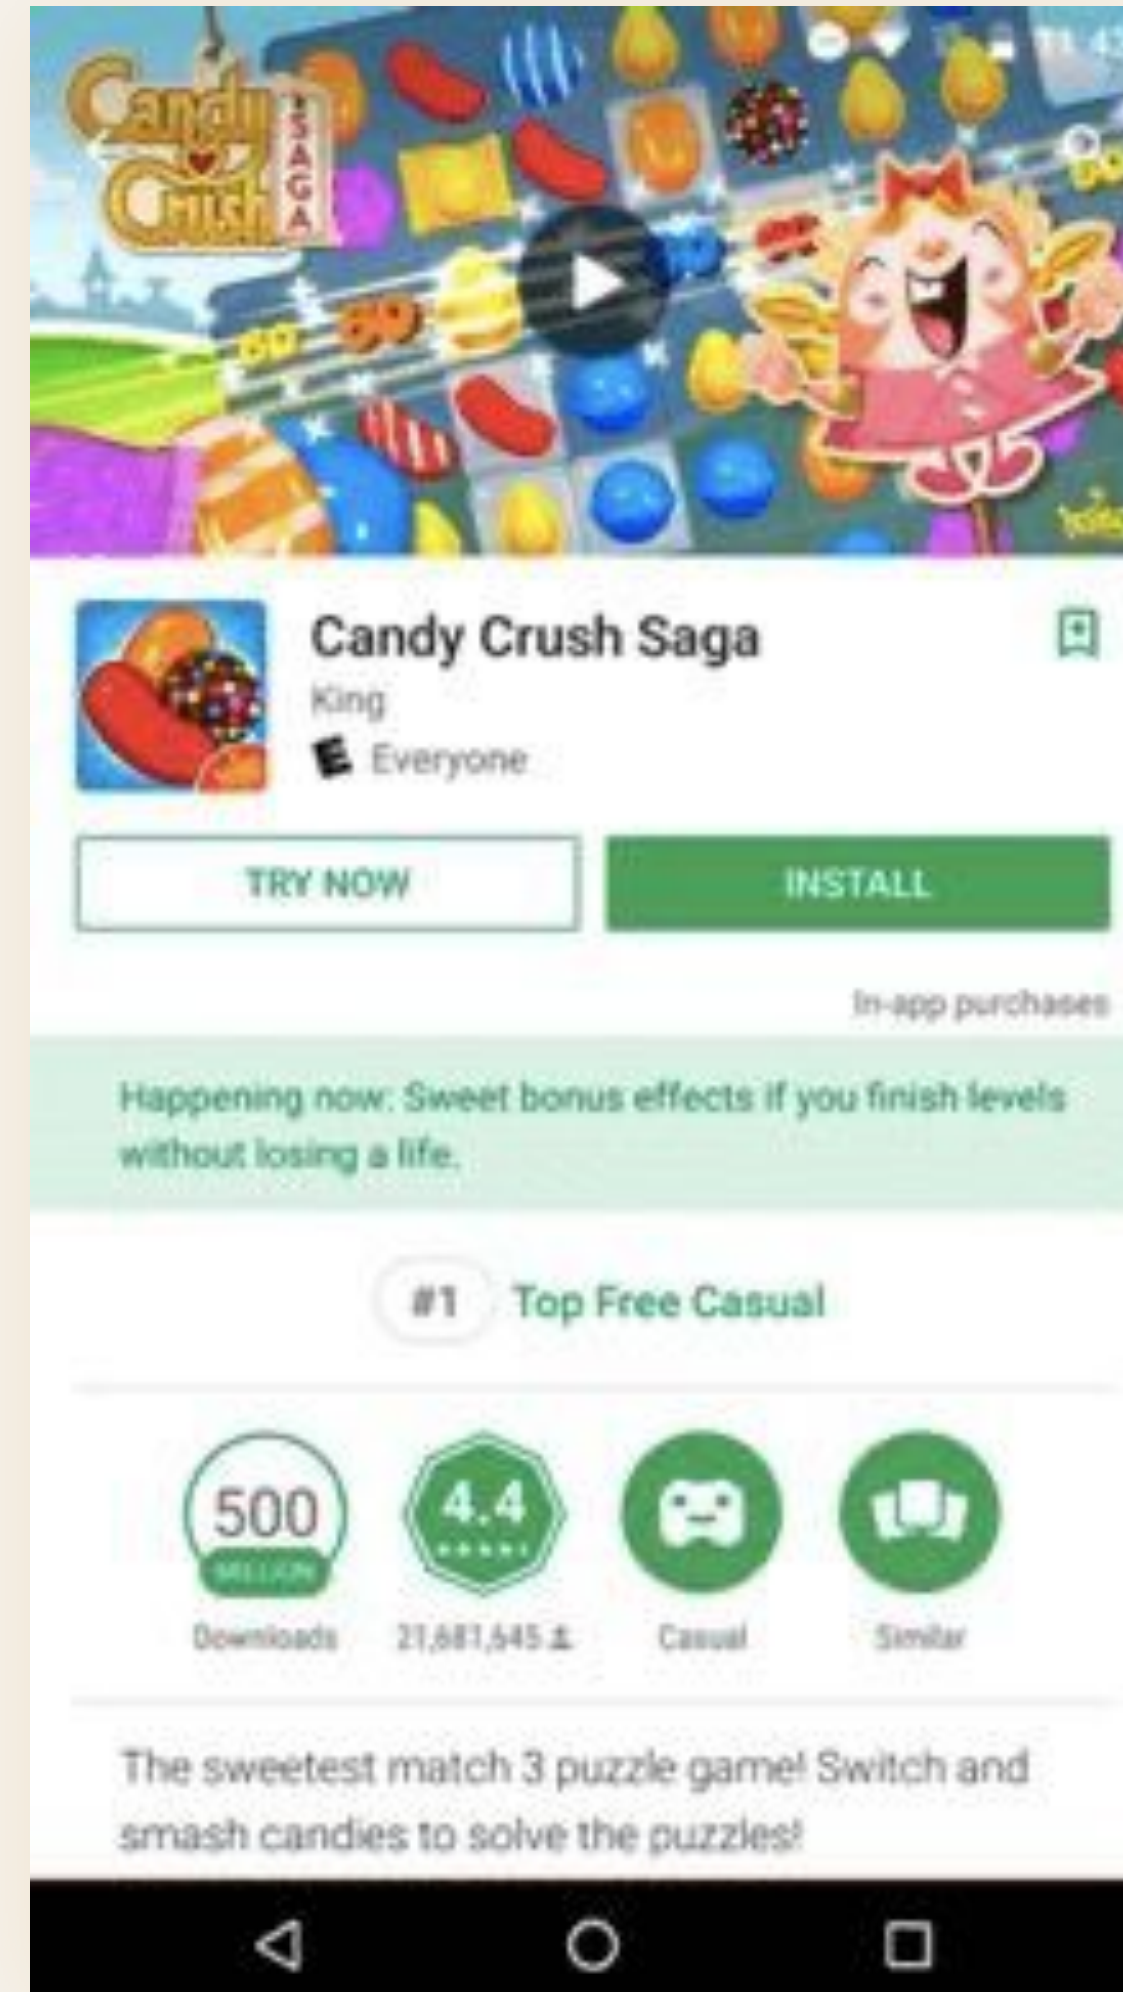 Candy
Crush
SAGA
King
Candy Crush Saga
King
E Everyone
TRY NOW
INSTALL
In-app purchases
Happening now: Sweet bonus effects if you finish levels
without losing a life.
#1 Top Free Casual
500
MILLION
4.4
Downloads
21,681,645
Casual
Similar
The sweetest match 3 puzzle game! Switch and
smash candies to solve the puzzles!